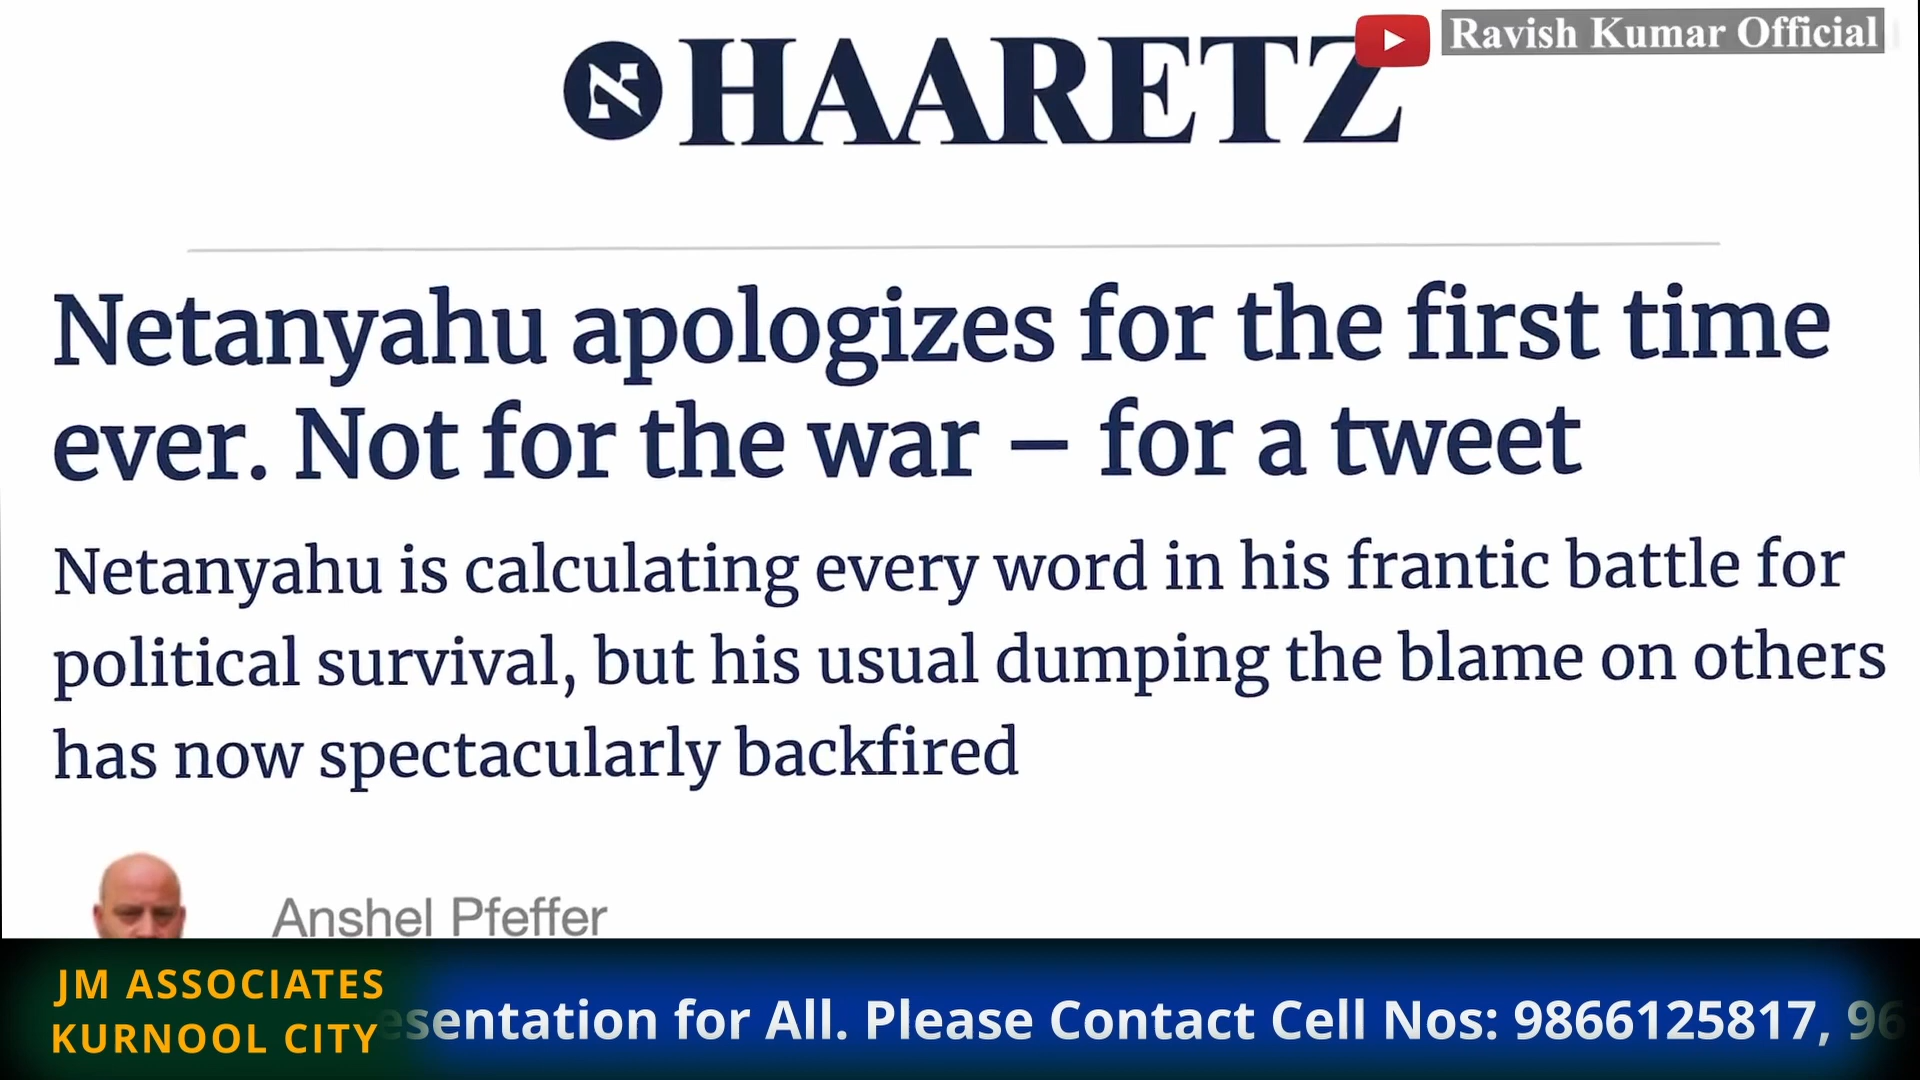 HAARETZ
Ravish Kumar Official
Netanyahu apologizes for the first time
ever. Not for the war – for a tweet
Netanyahu is calculating every word in his frantic battle for
political survival, but his usual dumping the blame on others
has now spectacularly backfired
Anshel Pfeffer
JM ASSOCIATES
KURNOOL CITY
esentation for All. Please Contact Cell Nos: 9866125817, 96